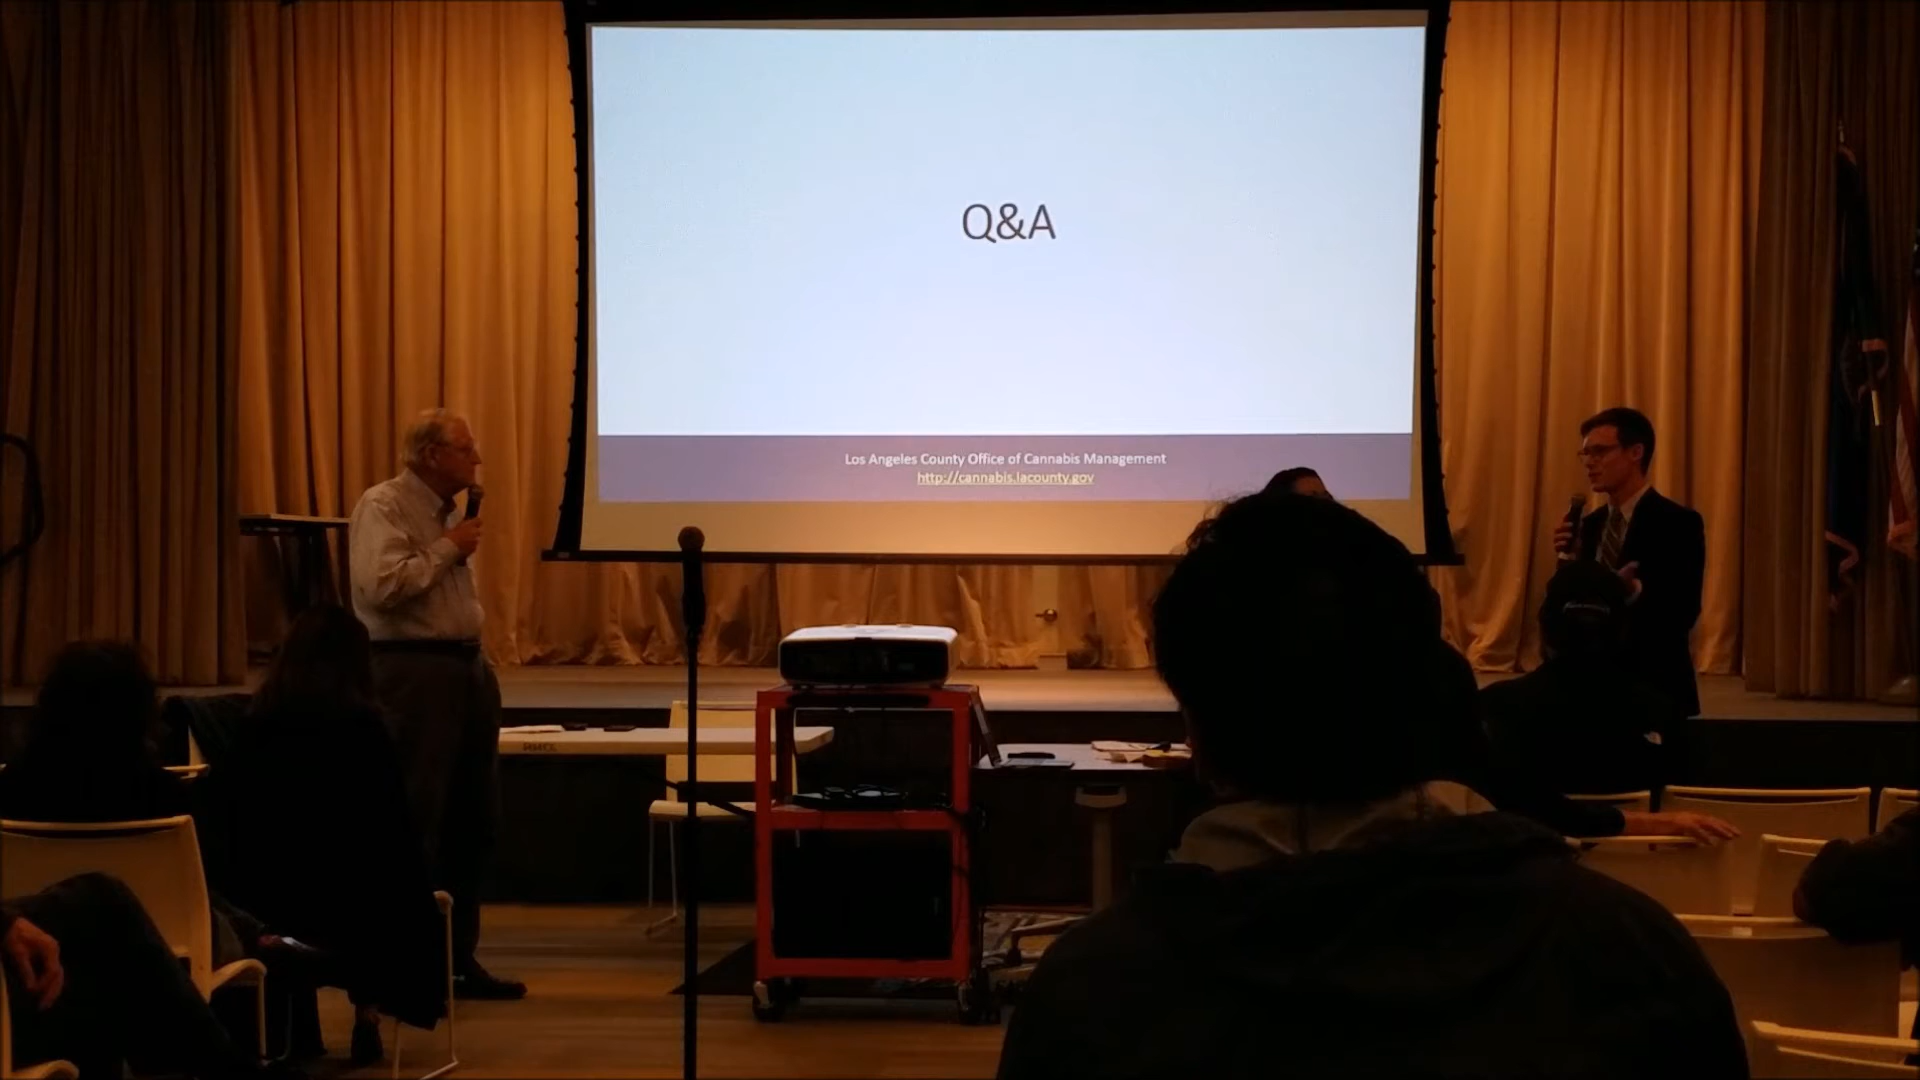 Q&A
Los Angeles County Office of Cannabis Management
http://cannabis.lacounty.gov